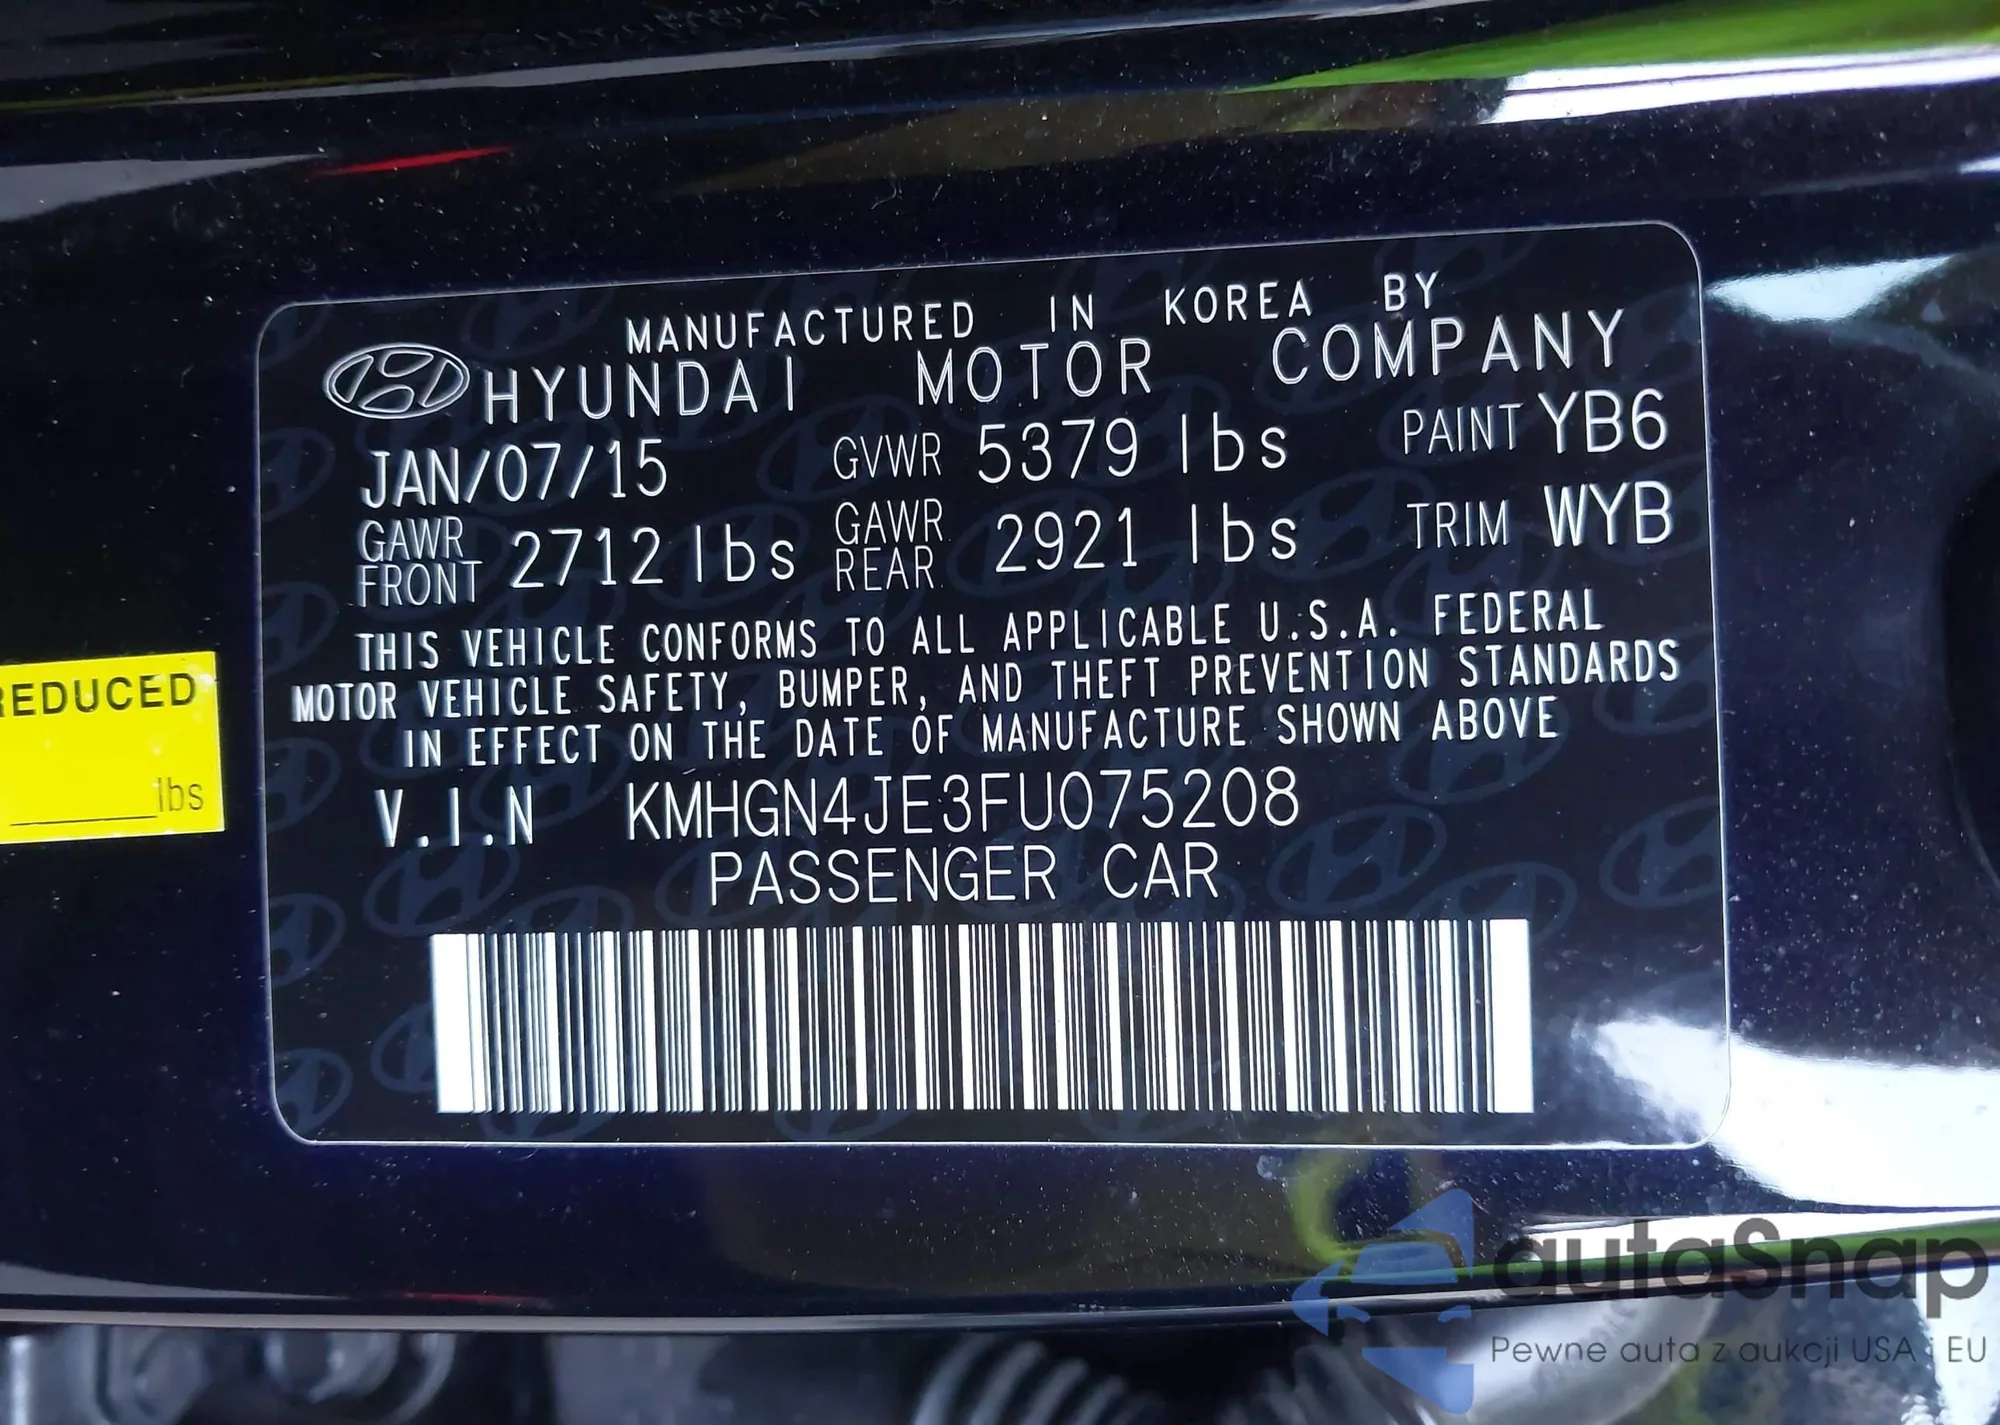 MANUFACTURED IN KOREA BY
HYUNDAI MOTOR COMPANY
JAN/07/15 GVWR 5379 lbs PAINT YB6
GAWR FRONT 2712 lbs GAWR REAR 2921 lbs TRIM WYB
THIS VEHICLE CONFORMS TO ALL APPLICABLE U.S.A. FEDERAL
MOTOR VEHICLE SAFETY, BUMPER, AND THEFT PREVENTION STANDARDS
IN EFFECT ON THE DATE OF MANUFACTURE SHOWN ABOVE
V.I.N KMHGN4JE3FU075208
PASSENGER CAR
REDUCED
lbs
autaSnap
Pewne auta z aukcji USA i EU